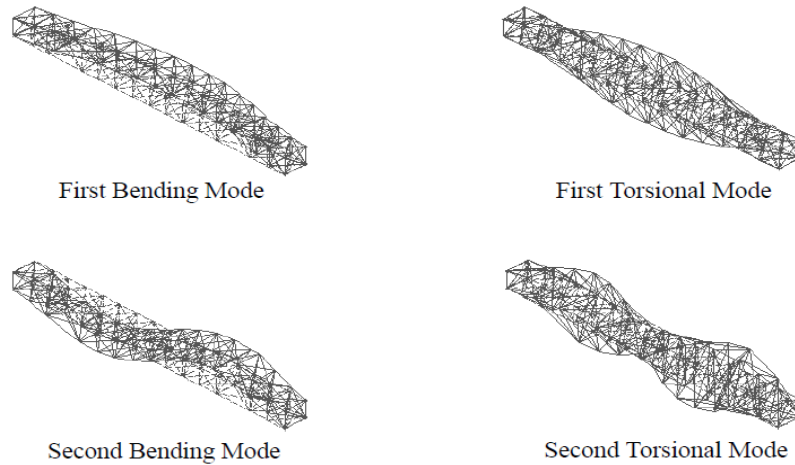 First Bending Mode
First Torsional Mode
Second Bending Mode
Second Torsional Mode